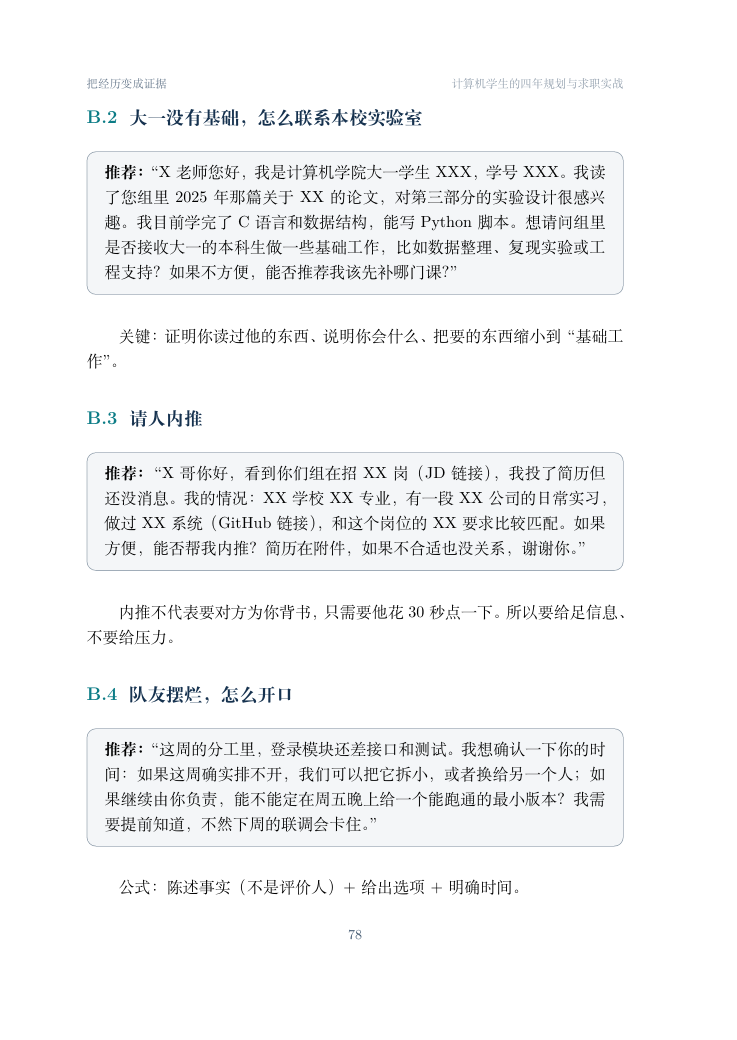 把经历变成证据
计算机学生的四年规划与求职实战
B.2 大一没有基础，怎么联系本校实验室
推荐：“X 老师您好，我是计算机学院大一学生 XXX，学号 XXX。我读
了您组里 2025 年那篇关于 XX 的论文，对第三部分的实验设计很感兴
趣。我目前学完了 C 语言和数据结构，能写 Python 脚本。想请问组里
是否接收大一的本科生做一些基础工作，比如数据整理、复现实验或工
程支持？如果不方便，能否推荐我该先补哪门课？”
关键：证明你读过他的东西、说明你会什么、把要的东西缩小到 “基础工
作”。
B.3 请人内推
推荐：“X 哥你好，看到你们组在招 XX 岗（JD 链接），我投了简历但
还没消息。我的情况：XX 学校 XX 专业，有一段 XX 公司的日常实习，
做过 XX 系统（GitHub 链接），和这个岗位的 XX 要求比较匹配。如果
方便，能否帮我内推？简历在附件，如果不合适也没关系，谢谢你。”
内推不代表要对方为你背书，只需要他花 30 秒点一下。所以要给足信息、
不要给压力。
B.4 队友摆烂，怎么开口
推荐：“这周的分工里，登录模块还差接口和测试。我想确认一下你的时
间：如果这周确实排不开，我们可以把它拆小，或者换给另一个人；如
果继续由你负责，能不能定在周五晚上给一个能跑通的最小版本？我需
要提前知道，不然下周的联调会卡住。”
公式：陈述事实（不是评价人）+ 给出选项 + 明确时间。
78